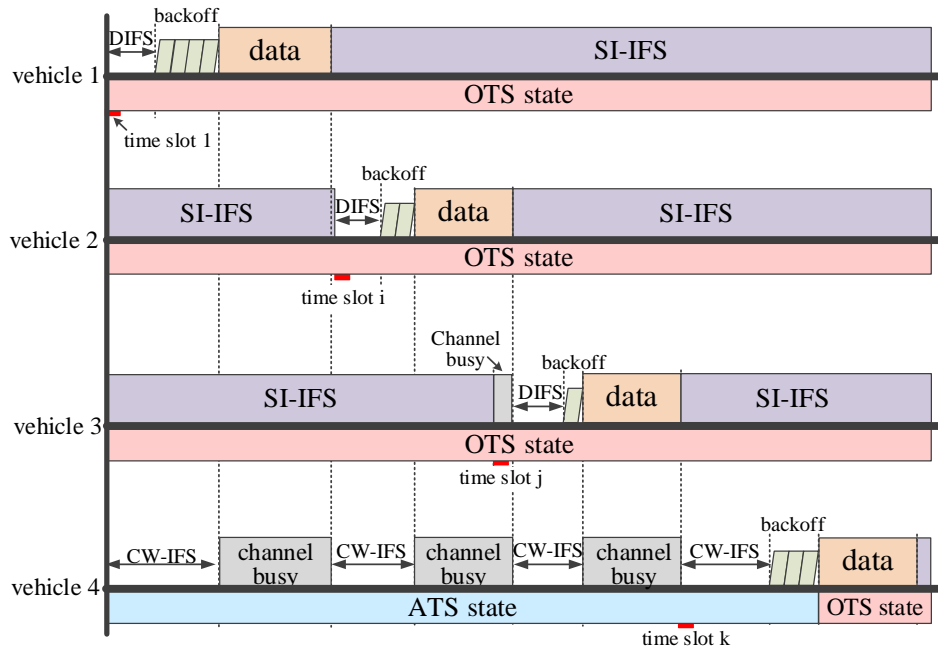 backoff
DIFS
data
SI-IFS
vehicle 1
OTS state
time slot 1
backoff
SI-IFS
DIFS
data
SI-IFS
vehicle 2
OTS state
time slot i
Channel
busy
backoff
SI-IFS
DIFS
data
SI-IFS
vehicle 3
OTS state
time slot j
backoff
CW-IFS
channel
busy
CW-IFS
channel
busy
CW-IFS
channel
busy
CW-IFS
data
vehicle 4
ATS state
OTS state
time slot k